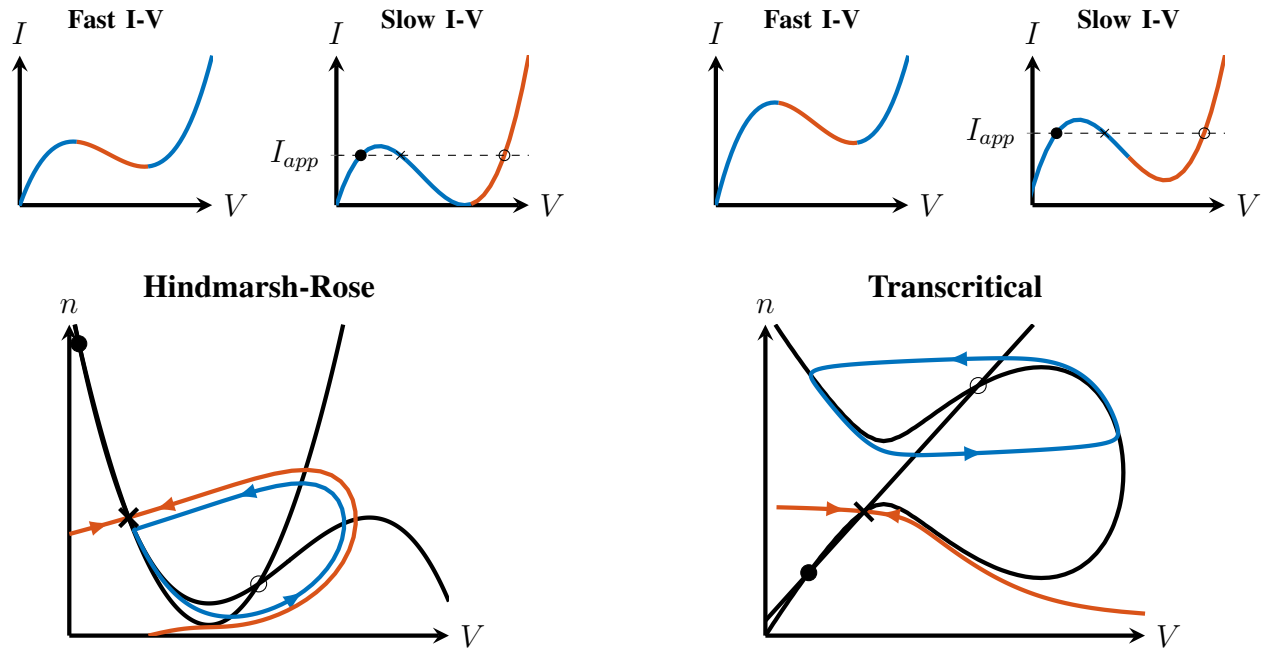 Fast I-V
Slow I-V
Fast I-V
Slow I-V
I
I
I
I
I_app
I_app
V
V
V
V
Hindmarsh-Rose
Transcritical
n
n
V
V